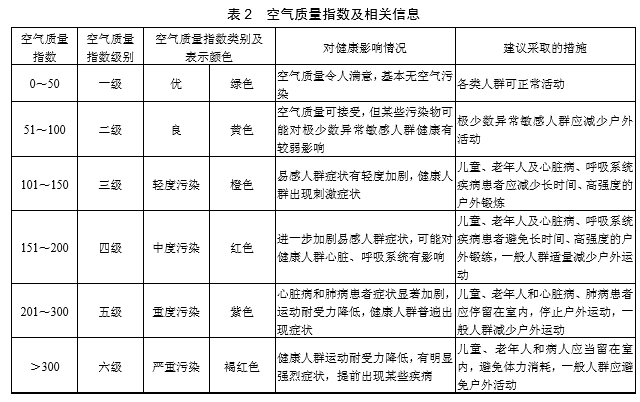 表 2 空气质量指数及相关信息
空气质量指数 空气质量指数级别 空气质量指数类别及表示颜色 对健康影响情况 建议采取的措施
0～50 一级 优 绿色 空气质量令人满意，基本无空气污染 各类人群可正常活动
51～100 二级 良 黄色 空气质量可接受，但某些污染物可能对极少数异常敏感人群健康有较弱影响 极少数异常敏感人群应减少户外活动
101～150 三级 轻度污染 橙色 易感人群症状有轻度加剧，健康人群出现刺激症状 儿童、老年人及心脏病、呼吸系统疾病患者应减少长时间、高强度的户外锻炼
151～200 四级 中度污染 红色 进一步加剧易感人群症状，可能对健康人群心脏、呼吸系统有影响 儿童、老年人及心脏病、呼吸系统疾病患者避免长时间、高强度的户外锻练，一般人群适量减少户外运动
201～300 五级 重度污染 紫色 心脏病和肺病患者症状显著加剧，运动耐受力降低，健康人群普遍出现症状 儿童、老年人和心脏病、肺病患者应停留在室内，停止户外运动，一般人群减少户外运动
＞300 六级 严重污染 褐红色 健康人群运动耐受力降低，有明显强烈症状，提前出现某些疾病 儿童、老年人和病人应当留在室内，避免体力消耗，一般人群应避免户外活动